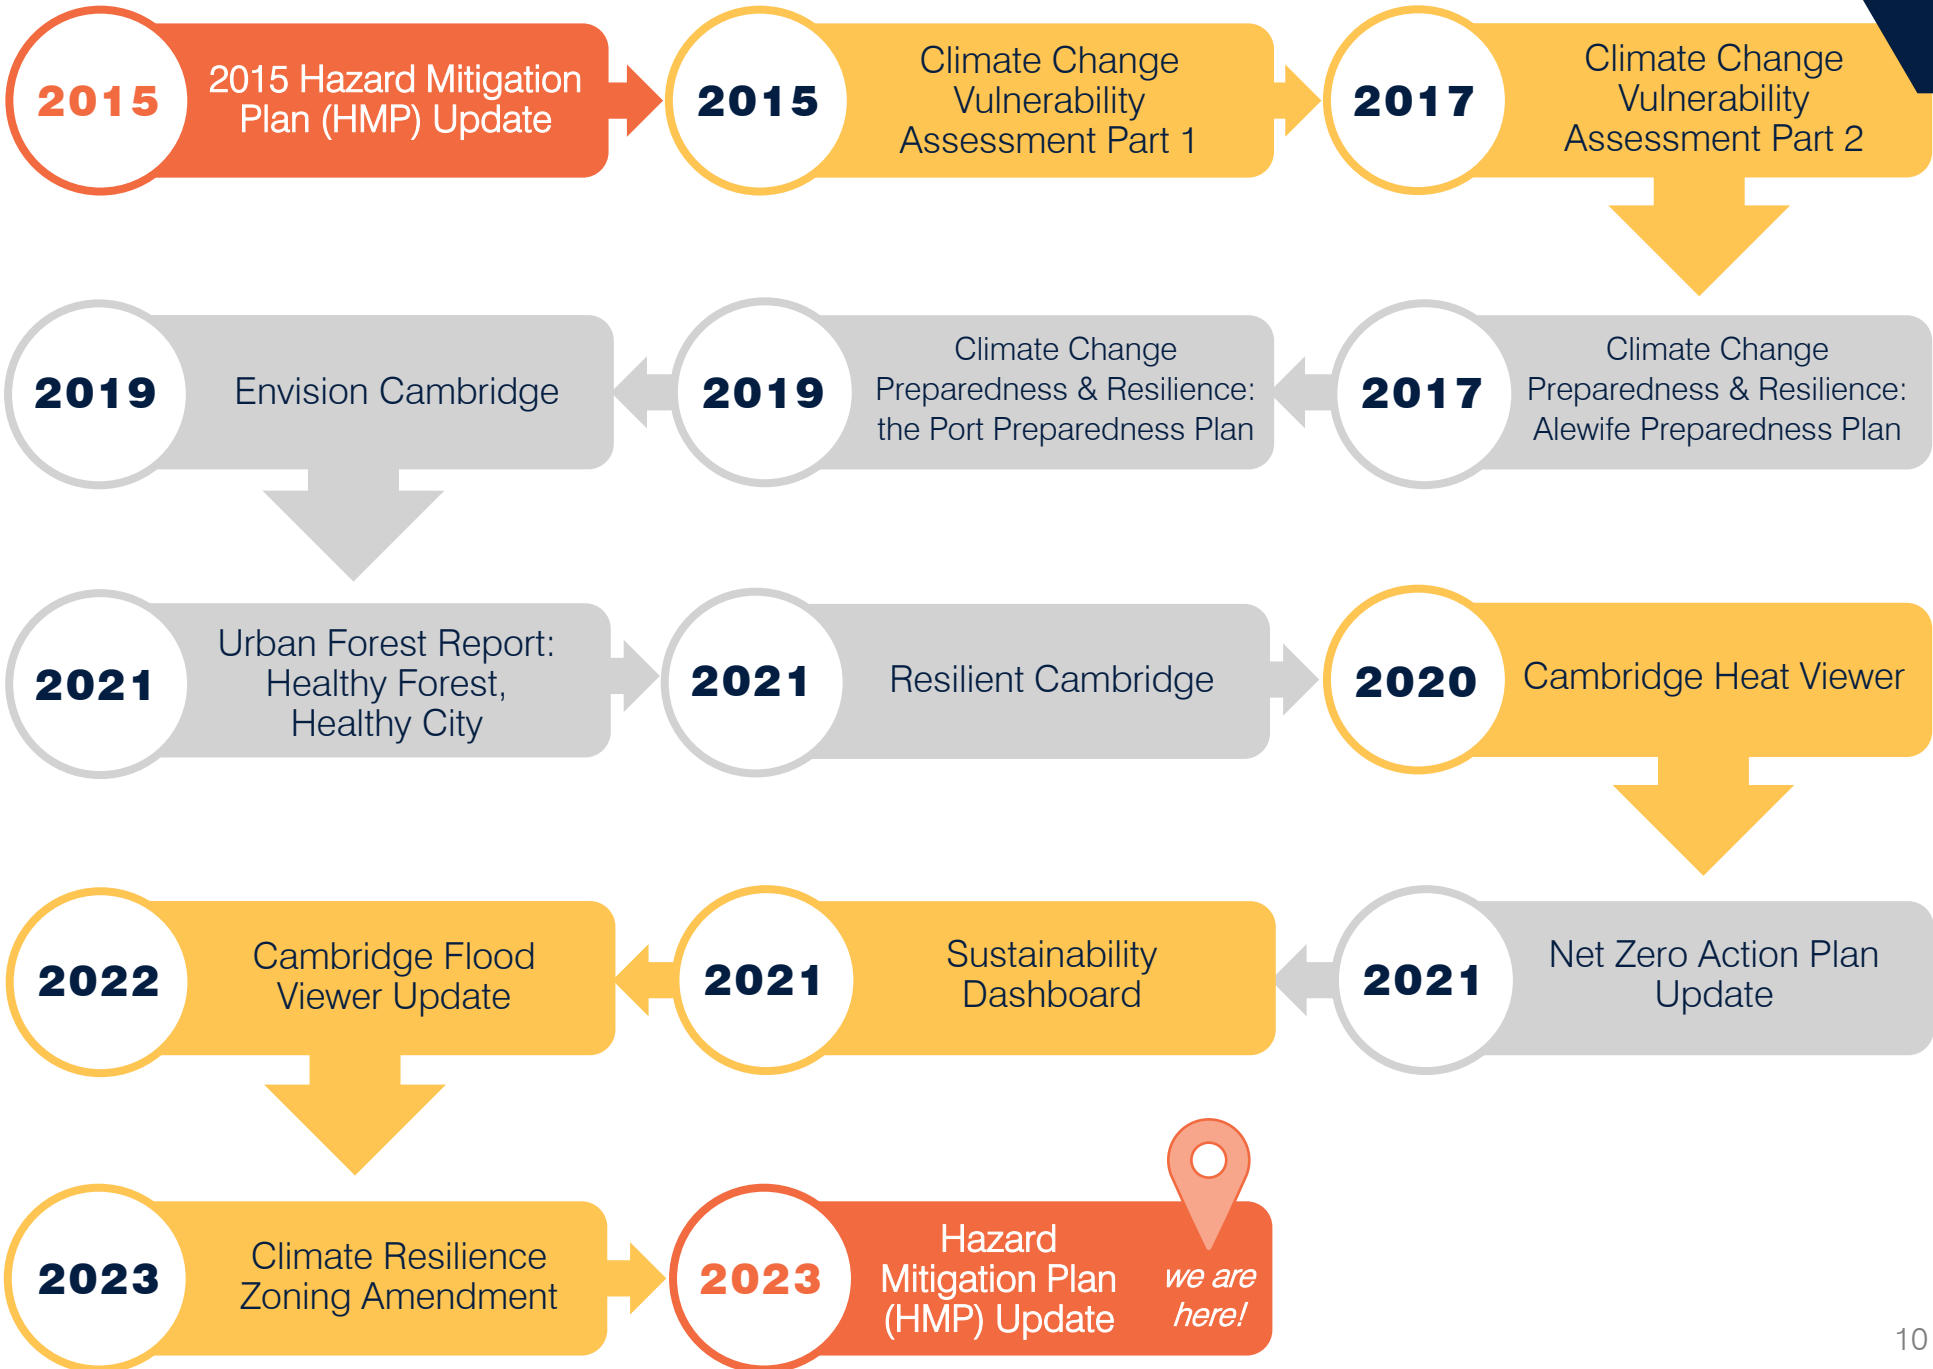 2015
2015 Hazard Mitigation
Plan (HMP) Update
2015
Climate Change
Vulnerability
Assessment Part 1
2017
Climate Change
Vulnerability
Assessment Part 2
2017
Climate Change
Preparedness & Resilience:
Alewife Preparedness Plan
2019
Climate Change
Preparedness & Resilience:
the Port Preparedness Plan
2019
Envision Cambridge
2021
Urban Forest Report:
Healthy Forest,
Healthy City
2021
Resilient Cambridge
2020
Cambridge Heat Viewer
2021
Net Zero Action Plan
Update
2021
Sustainability
Dashboard
2022
Cambridge Flood
Viewer Update
2023
Climate Resilience
Zoning Amendment
2023
Hazard
Mitigation Plan
(HMP) Update
we are
here!
10